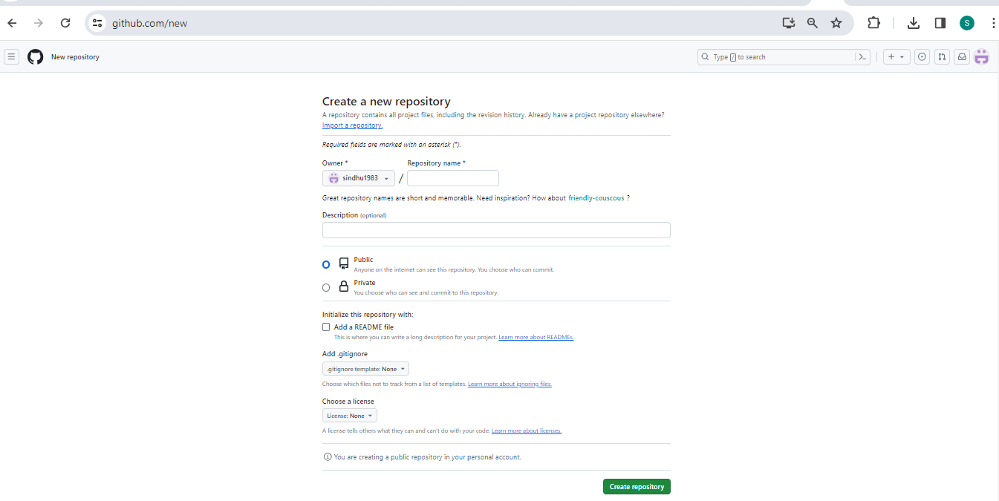 github.com/new
S
New repository
Type / to search
Create a new repository
A repository contains all project files, including the revision history. Already have a project repository elsewhere?
Import a repository.
Required fields are marked with an asterisk (*).
Owner * Repository name *
sindhu1983 /
Great repository names are short and memorable. Need inspiration? How about friendly-couscous ?
Description (optional)
Public
Anyone on the internet can see this repository. You choose who can commit.
Private
You choose who can see and commit to this repository.
Initialize this repository with:
Add a README file
This is where you can write a long description for your project. Learn more about READMEs.
Add .gitignore
.gitignore template: None
Choose which files not to track from a list of templates. Learn more about ignoring files.
Choose a license
License: None
A license tells others what they can and can't do with your code. Learn more about licenses.
You are creating a public repository in your personal account.
Create repository